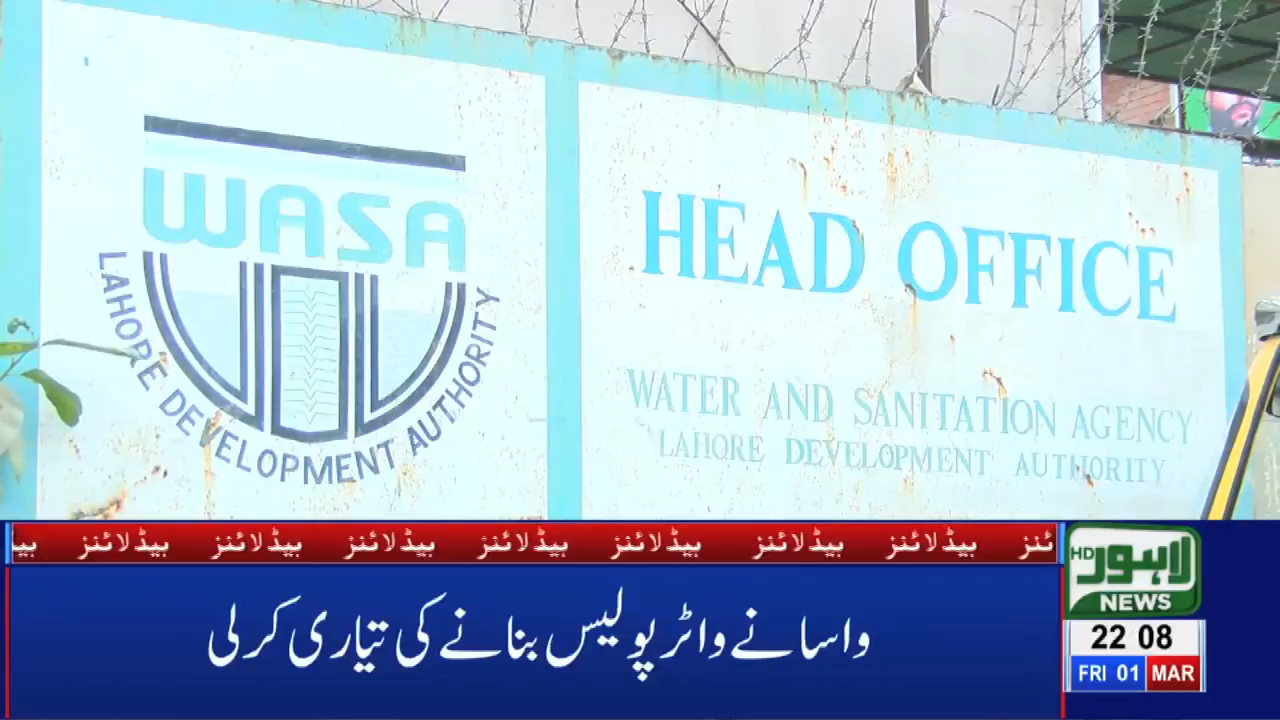 WASA
LAHORE DEVELOPMENT AUTHORITY
HEAD OFFICE
WATER AND SANITATION AGENCY
LAHORE DEVELOPMENT AUTHORITY
ہیڈلائنز ہیڈلائنز ہیڈلائنز ہیڈلائنز ہیڈلائنز ہیڈلائنز ہیڈلائنز
واسا نے واٹر پولیس بنانے کی تیاری کرلی
HD لاہور
NEWS
22 08
FRI 01 MAR